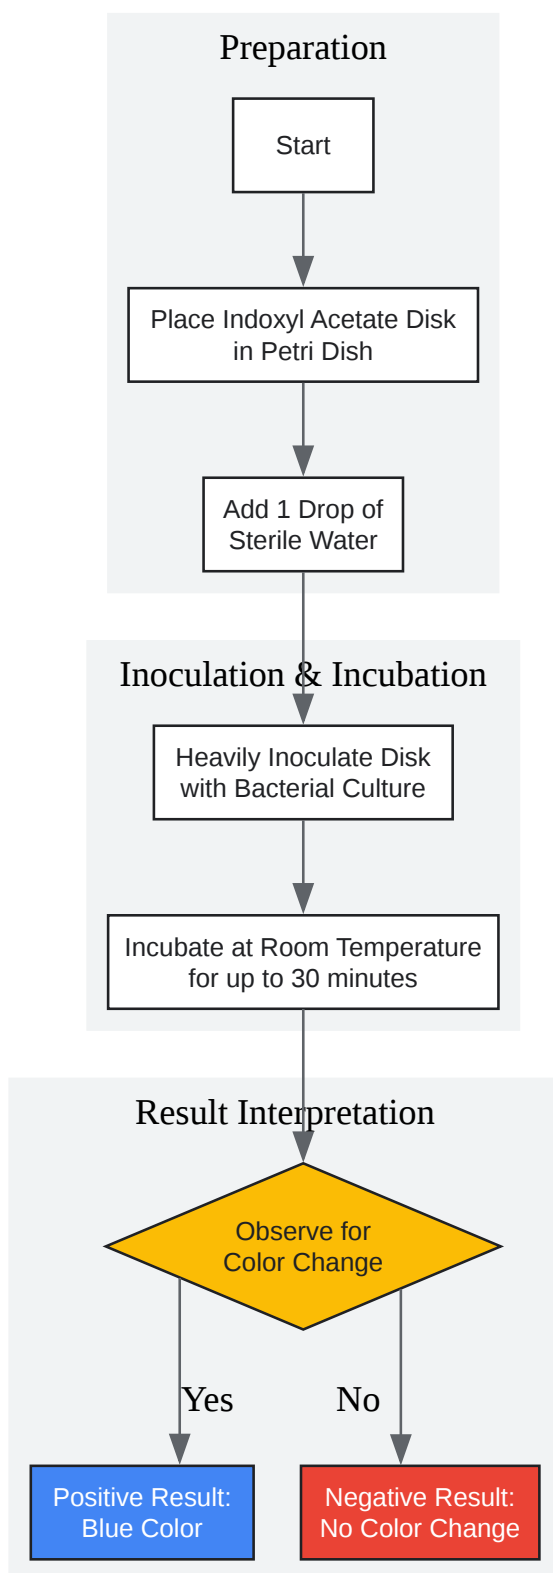 Preparation
Start
Place Indoxyl Acetate Disk
in Petri Dish
Add 1 Drop of
Sterile Water
Inoculation & Incubation
Heavily Inoculate Disk
with Bacterial Culture
Incubate at Room Temperature
for up to 30 minutes
Result Interpretation
Observe for
Color Change
Yes
No
Positive Result:
Blue Color
Negative Result:
No Color Change